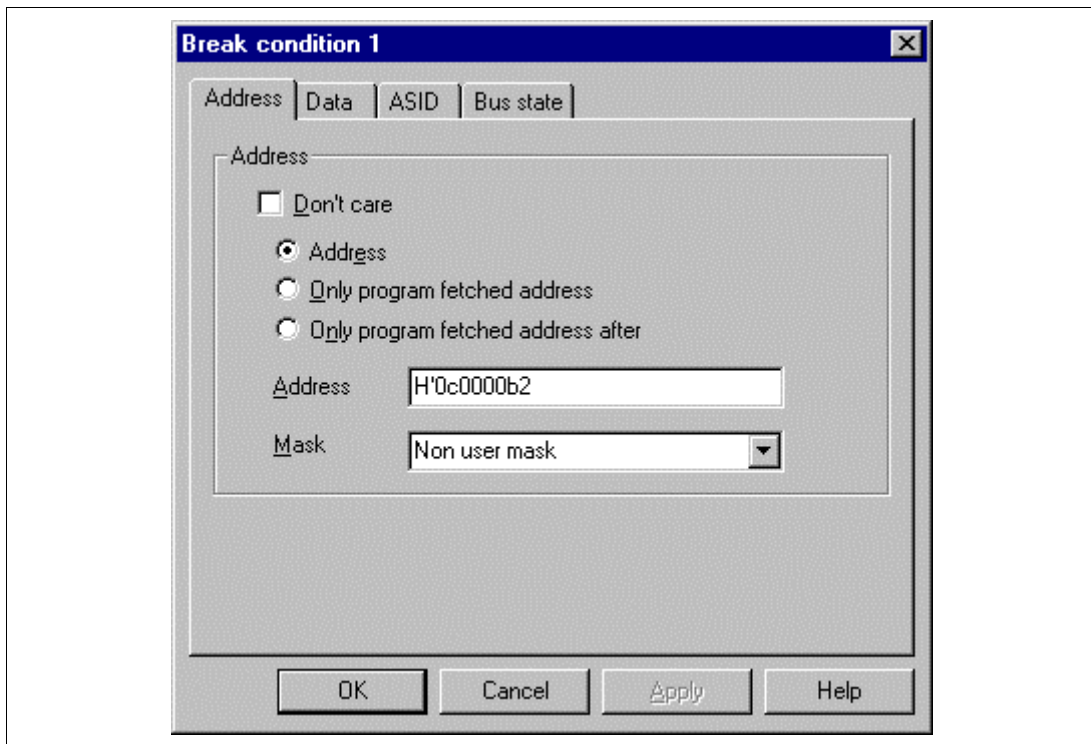 Break condition 1
Address Data ASID Bus state
Address
Don't care
Address
Only program fetched address
Only program fetched address after
Address H'0c0000b2
Mask Non user mask
OK Cancel Apply Help